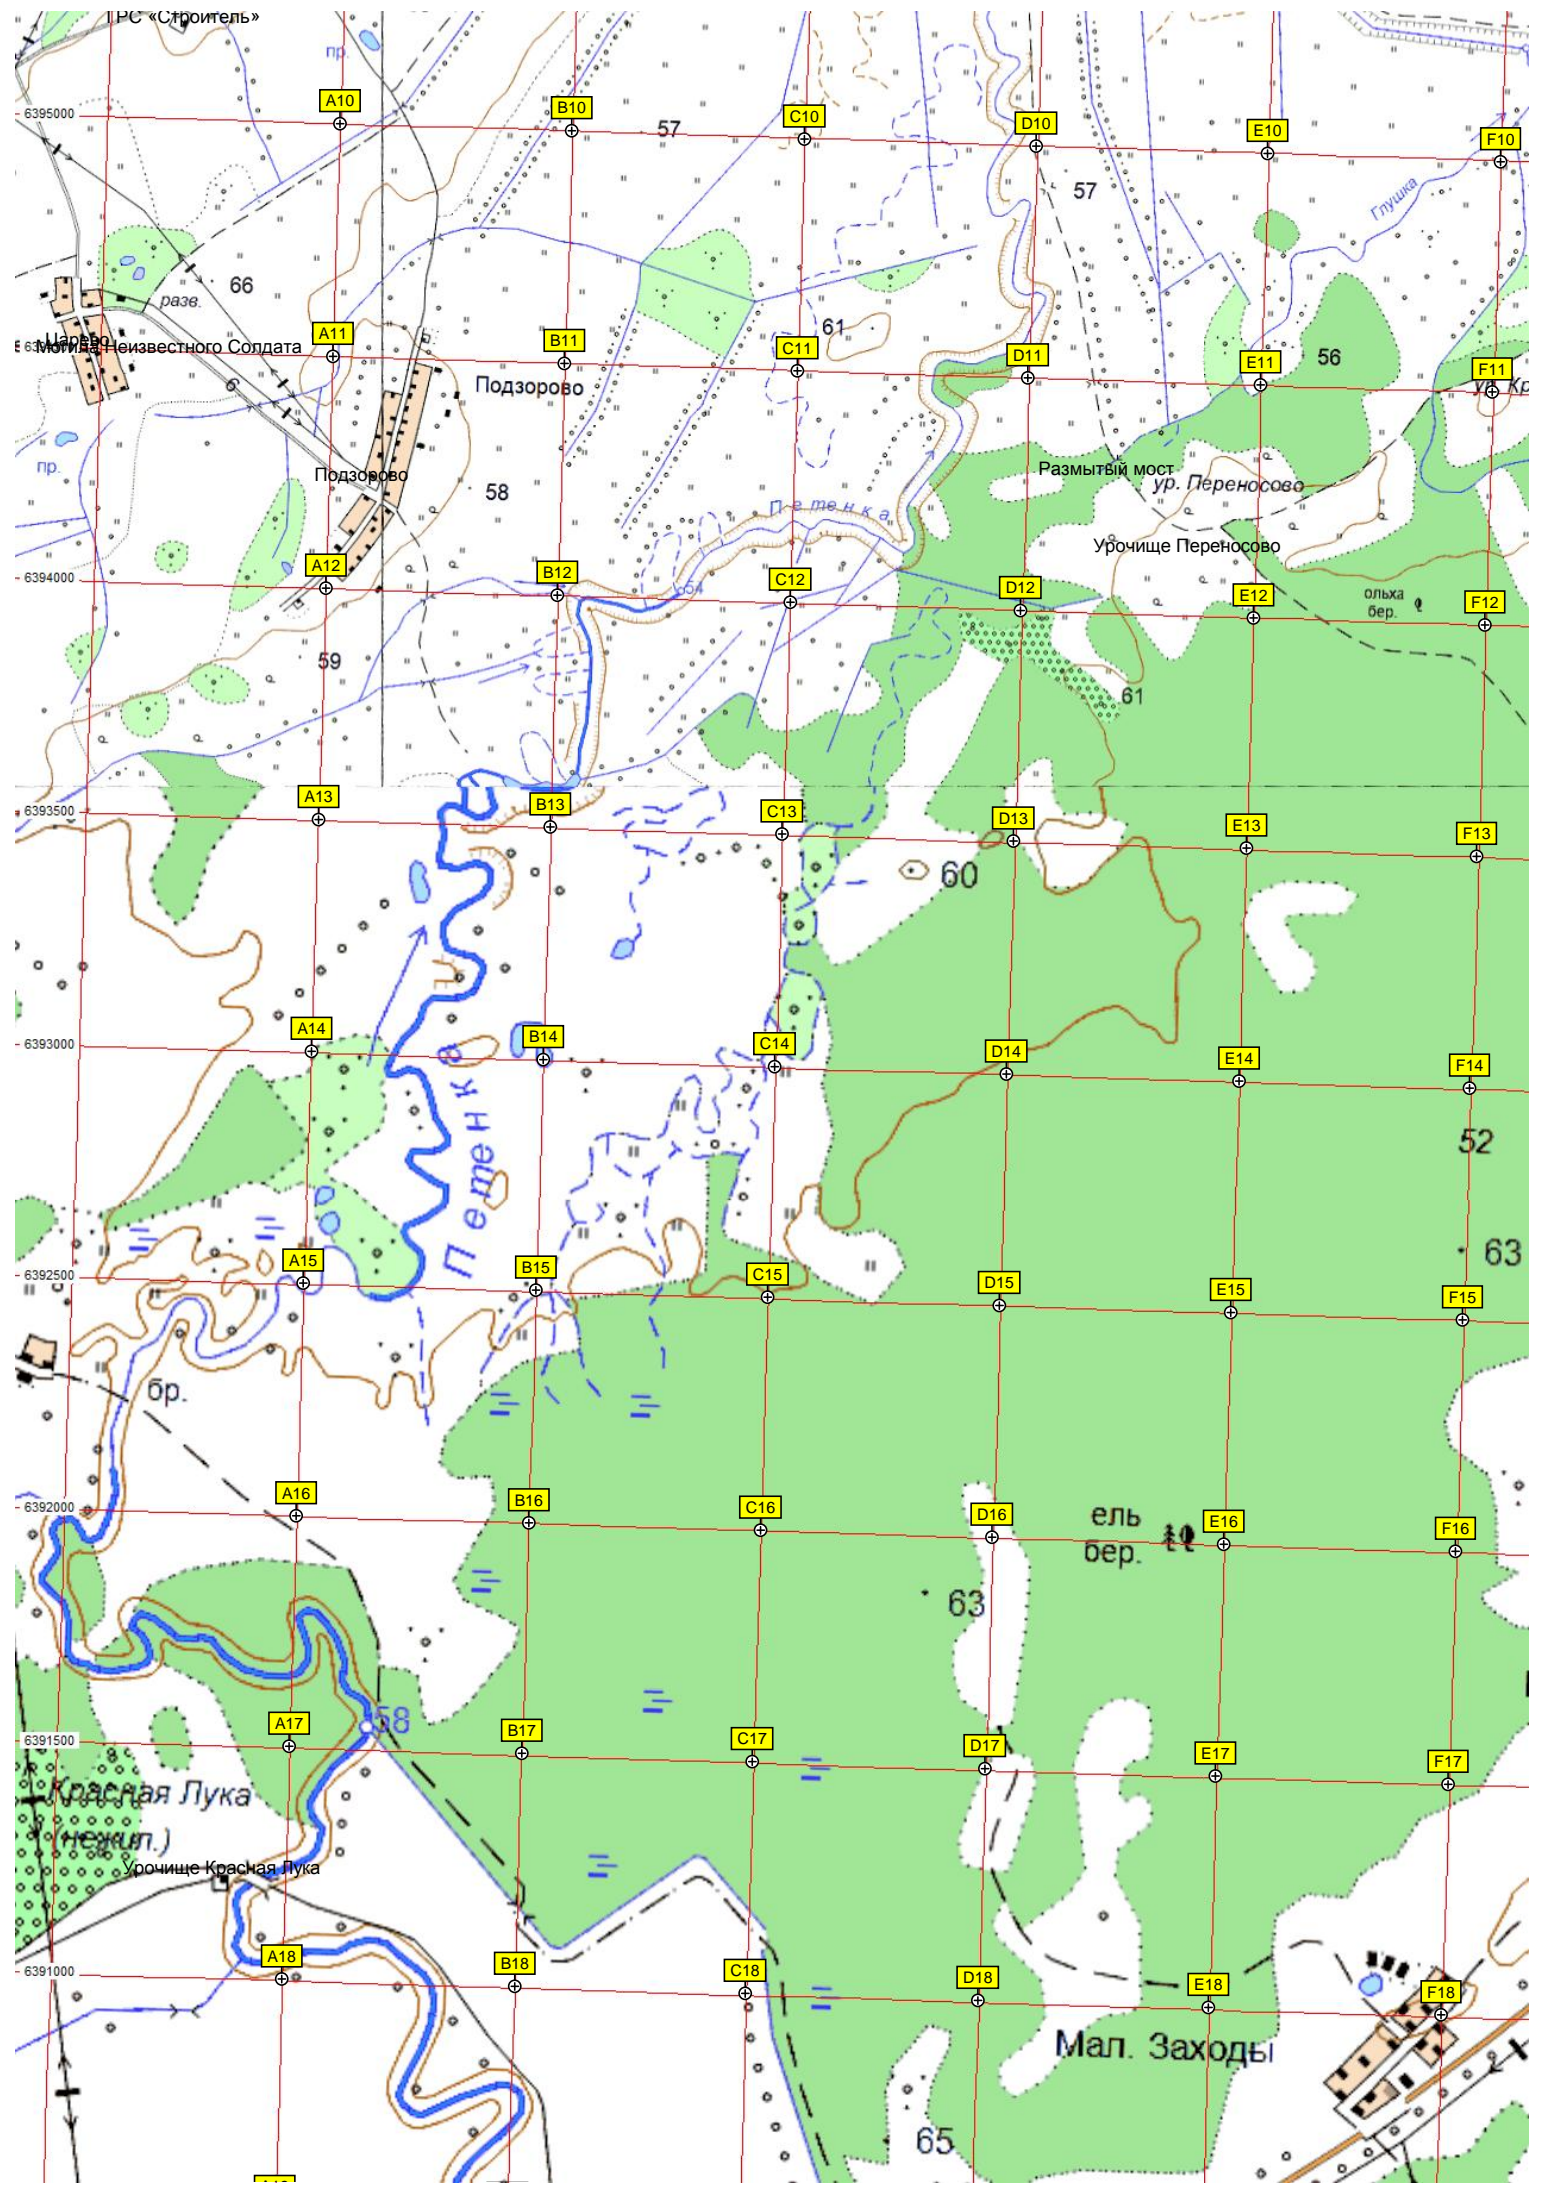 ГРС «Строитель»
пр.
A10
B10
C10
D10
E10
F10
6395000
57
57
Глушка
66
разв.
61
56
Царёво
Могила Неизвестного Солдата
A11
B11
C11
D11
E11
F11
6
Подзорово
пр.
Подзорово
58
Размытый мост
ур. Переносово
Петенка
Урочище Переносово
6394000
A12
B12
C12
D12
E12
F12
ольха
бер.
59
61
6393500
A13
B13
C13
D13
E13
F13
60
6393000
A14
B14
C14
D14
E14
F14
52
Петенка
63
6392500
A15
B15
C15
D15
E15
F15
бр.
6392000
A16
B16
C16
D16
E16
F16
ель
бер.
63
58
6391500
A17
B17
C17
D17
E17
F17
Красная Лука
(нежил.)
Урочище Красная Лука
6391000
A18
B18
C18
D18
E18
F18
Мал. Заходы
65